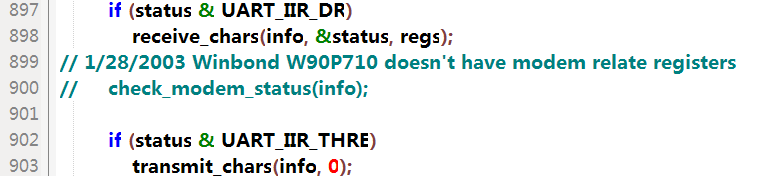 897 if (status & UART_IIR_DR)
898 receive_chars(info, &status, regs);
899 // 1/28/2003 Winbond W90P710 doesn't have modem relate registers
900 // check_modem_status(info);
901
902 if (status & UART_IIR_THRE)
903 transmit_chars(info, 0);